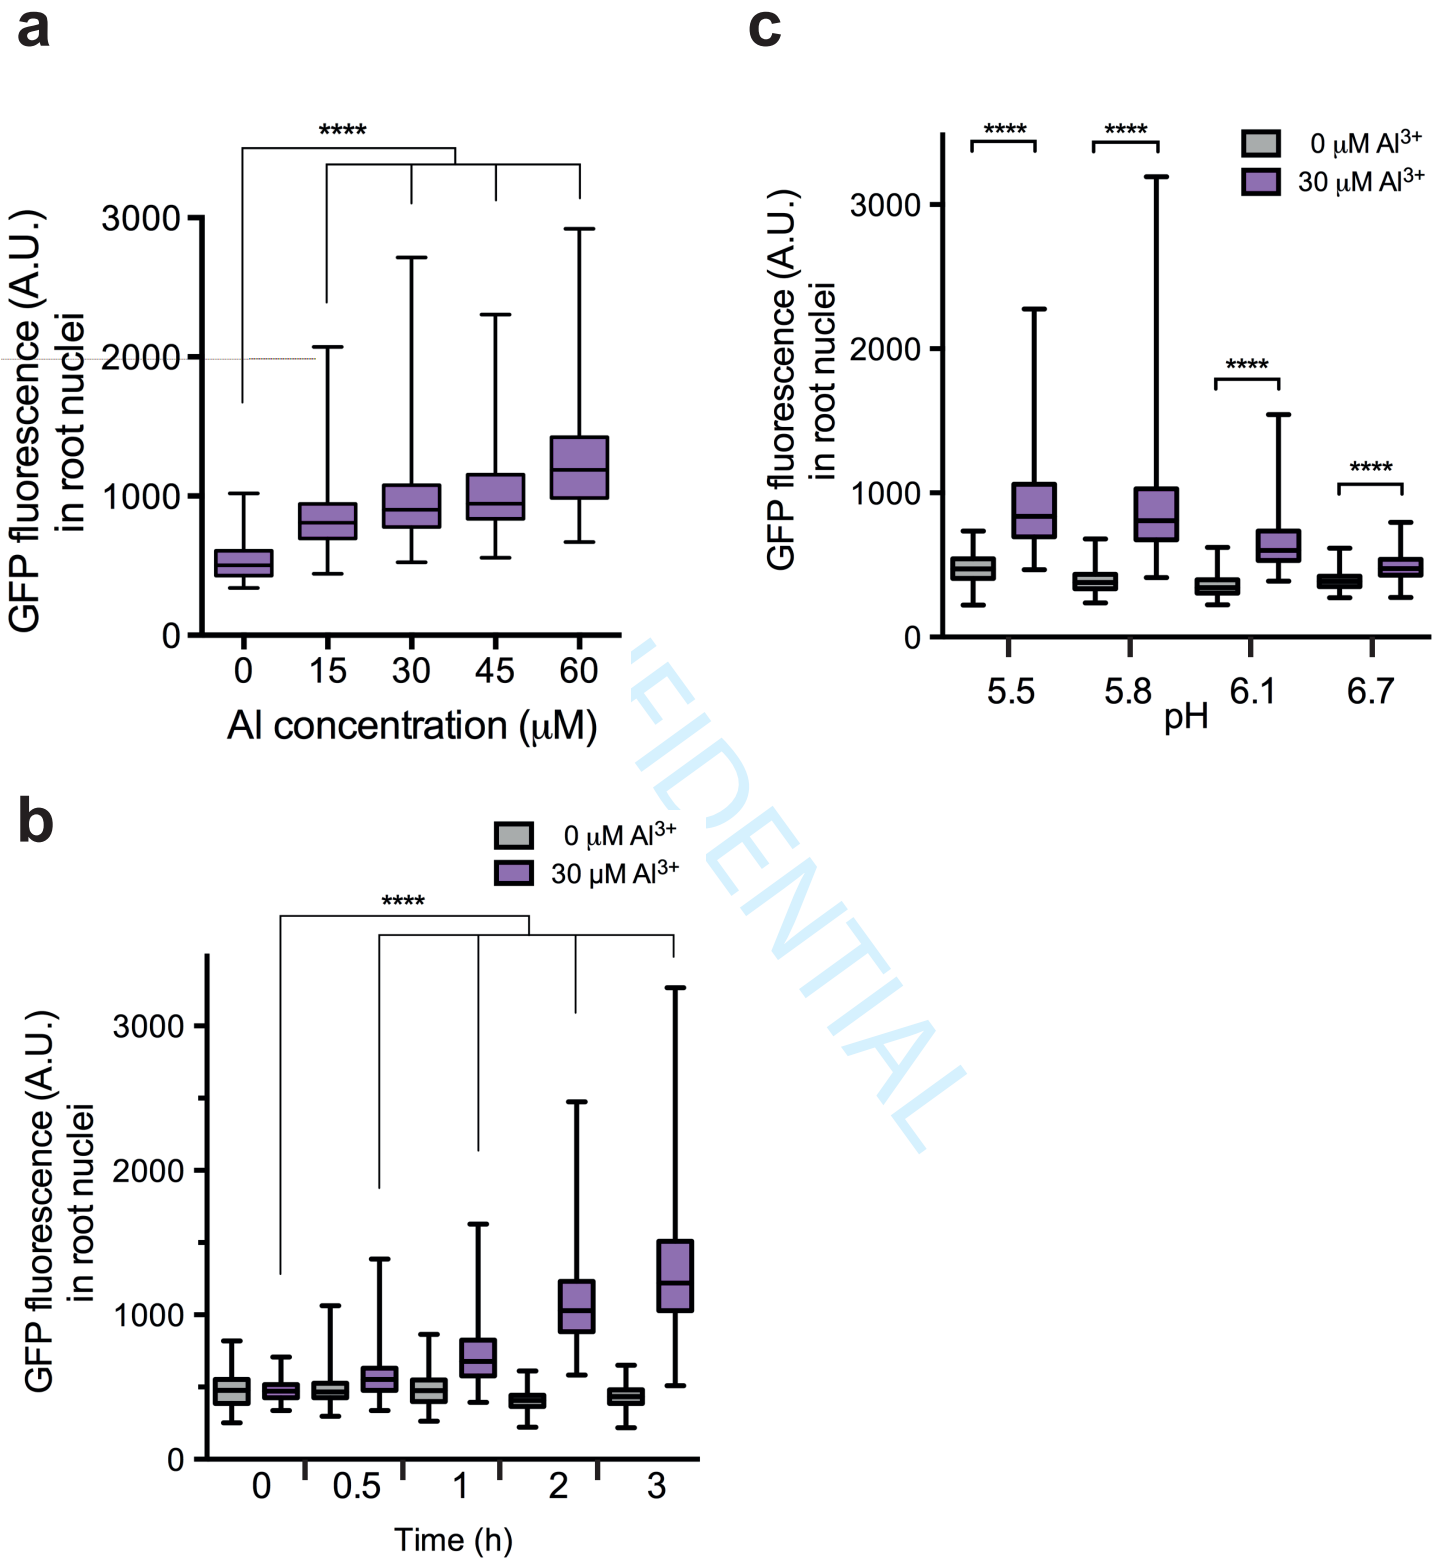 a
****
GFP fluorescence (A.U.)
in root nuclei
3000
2000
1000
0
0 15 30 45 60
Al concentration (μM)
c
0 μM Al3+
30 μM Al3+
**** ****
****
****
GFP fluorescence (A.U.)
in root nuclei
3000
2000
1000
0
5.5 5.8 6.1 6.7
pH
b
0 μM Al3+
30 μM Al3+
****
GFP fluorescence (A.U.)
in root nuclei
3000
2000
1000
0
0 0.5 1 2 3
Time (h)
FIDENTIAL